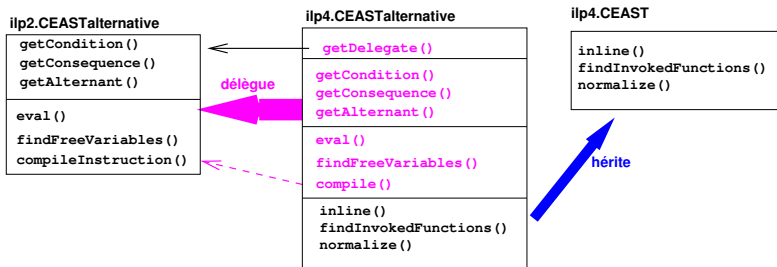 ilp2.CEASTalternative
getCondition()
getConsequence()
getAlternant()
eval()
findFreeVariables()
compileInstruction()
délègue
ilp4.CEASTalternative
getDelegate()
getCondition()
getConsequence()
getAlternant()
eval()
findFreeVariables()
compile()
inline()
findInvokedFunctions()
normalize()
hérite
ilp4.CEAST
inline()
findInvokedFunctions()
normalize()